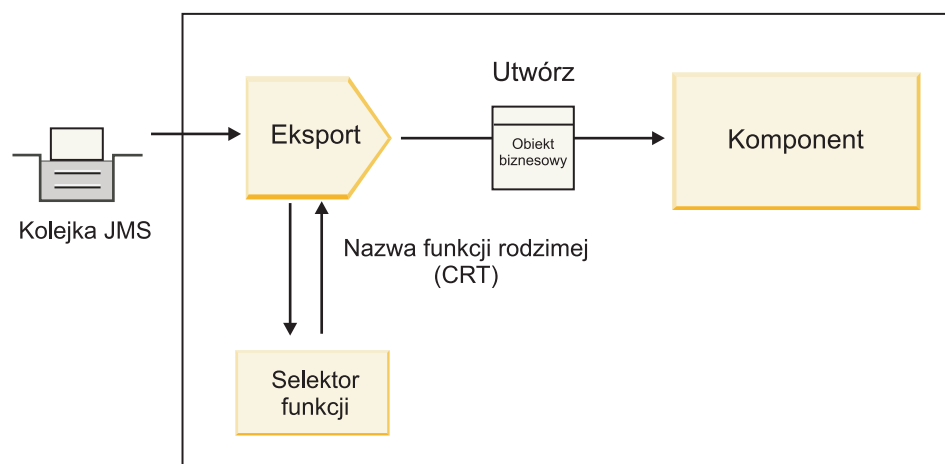 Utwórz
Eksport
Obiekt
biznesowy
Komponent
Kolejka JMS
Nazwa funkcji rodzimej
(CRT)
Selektor
funkcji